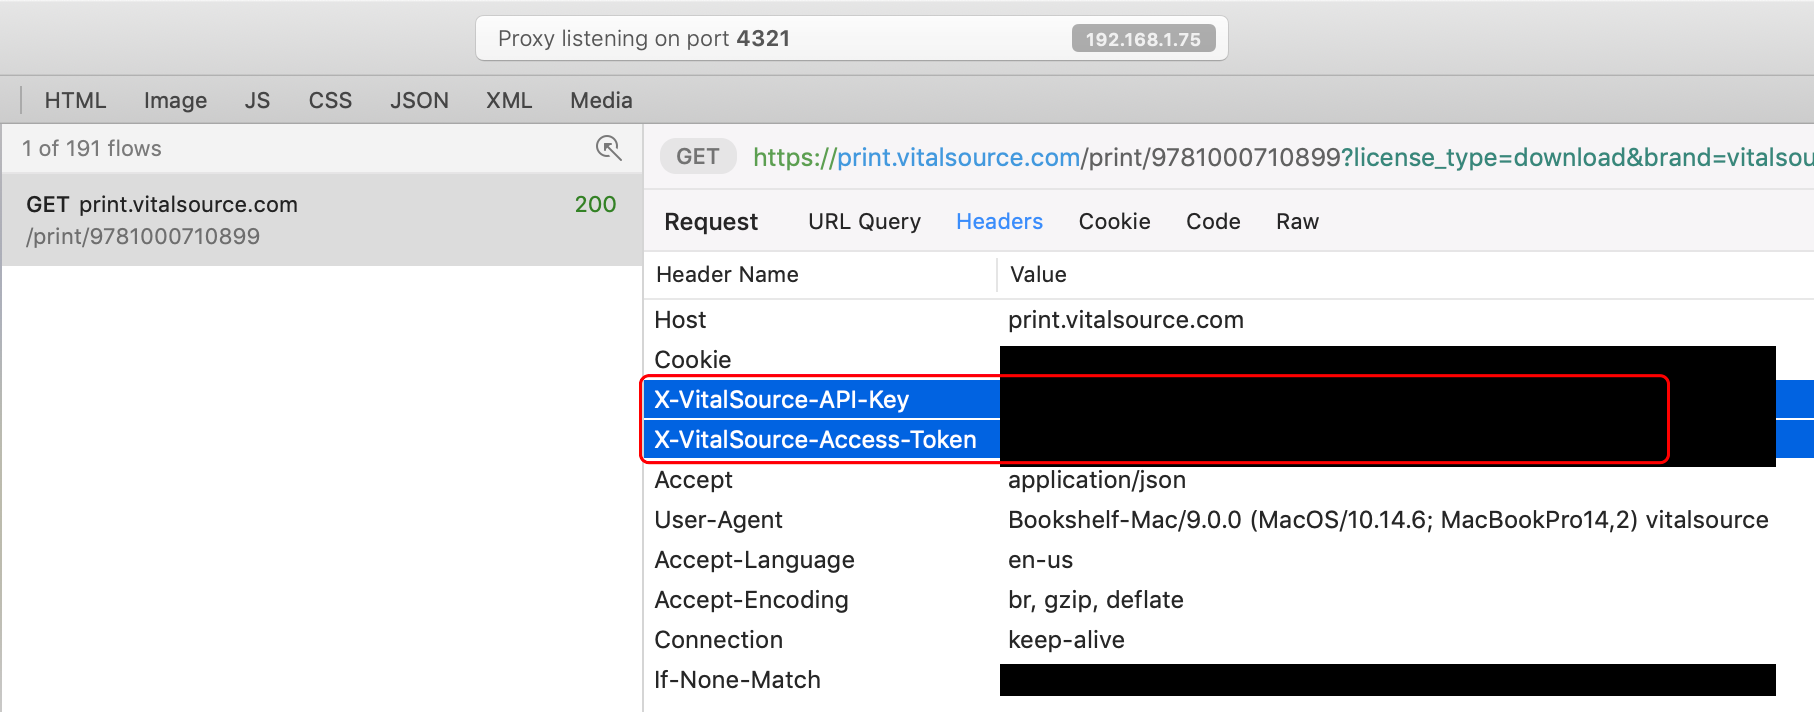 Proxy listening on port 4321 192.168.1.75
HTML Image JS CSS JSON XML Media
1 of 191 flows
GET print.vitalsource.com 200
/print/9781000710899
GET https://print.vitalsource.com/print/9781000710899?license_type=download&brand=vitalsou
Request URL Query Headers Cookie Code Raw
Header Name Value
Host print.vitalsource.com
Cookie
X-VitalSource-API-Key
X-VitalSource-Access-Token
Accept application/json
User-Agent Bookshelf-Mac/9.0.0 (MacOS/10.14.6; MacBookPro14,2) vitalsource
Accept-Language en-us
Accept-Encoding br, gzip, deflate
Connection keep-alive
If-None-Match